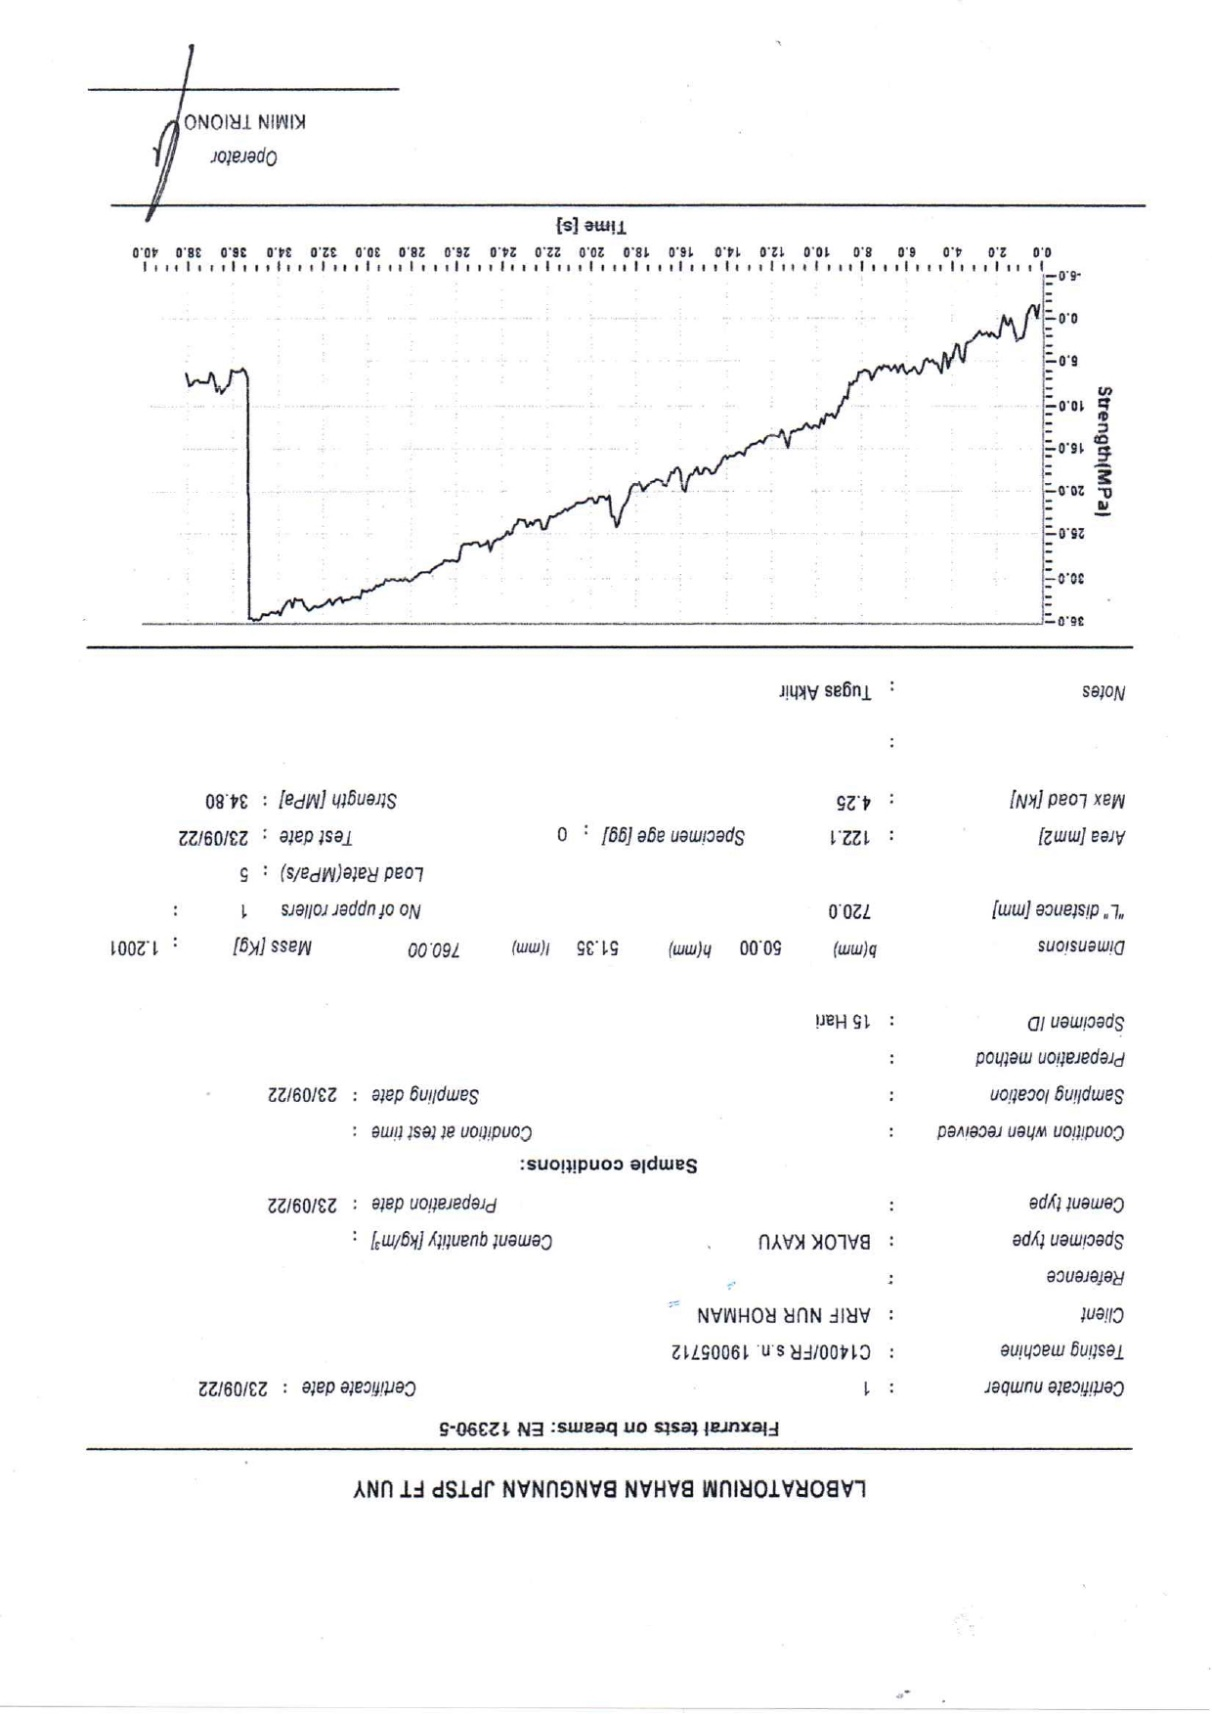 LABORATORIUM BAHAN BANGUNAN JPTSP FT UNY
Flexural tests on beams: EN 12390-5
Certificate number : 1 Certificate date : 23/09/22
Testing machine : C1400/FR s.n. 19005712
Client : ARIF NUR ROHMAN
Reference :
Specimen type : BALOK KAYU Cement quantity [kg/m³] :
Cement type : Preparation date : 23/09/22
Sample conditions:
Condition when received : Condition at test time :
Sampling location : Sampling date : 23/09/22
Preparation method :
Specimen ID : 15 Hari
Dimensions b(mm) 50.00 h(mm) 51.35 l(mm) 760.00 Mass [Kg] : 1.2001
"L" distance [mm] 720.0 No of upper rollers 1 :
Load Rate(MPa/s) : 5
Area [mm2] : 122.1 Specimen age [gg] : 0 Test date : 23/09/22
Max Load [kN] : 4.25 Strength [MPa] : 34.80
:
Notes : Tugas Akhir
Strength(MPa)
36.0
30.0
25.0
20.0
15.0
10.0
5.0
0.0
-5.0
0.0 2.0 4.0 6.0 8.0 10.0 12.0 14.0 16.0 18.0 20.0 22.0 24.0 26.0 28.0 30.0 32.0 34.0 36.0 38.0 40.0
Time [s]
Operator
KIMIN TRIONO